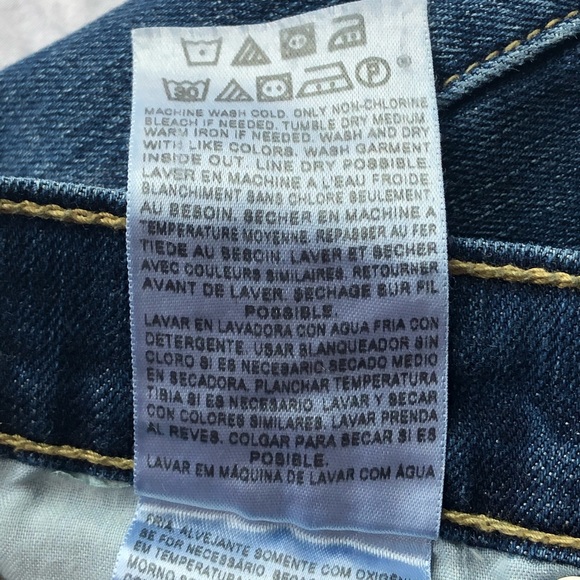 30 P
MACHINE WASH COLD. ONLY NON-CHLORINE
BLEACH IF NEEDED. TUMBLE DRY MEDIUM
WARM IRON IF NEEDED. WASH AND DRY
WITH LIKE COLORS. WASH GARMENT
INSIDE OUT. LINE DRY POSSIBLE.
LAVER EN MACHINE A L'EAU FROIDE
BLANCHIMENT SANS CHLORE SEULEMENT
AU BESOIN. SECHER EN MACHINE A
TEMPERATURE MOYENNE. REPASSER AU FER
TIEDE AU BESOIN. LAVER ET SECHER
AVEC COULEURS SIMILAIRES. RETOURNER
AVANT DE LAVER. SECHAGE SUR FIL
POSSIBLE.
LAVAR EN LAVADORA CON AGUA FRIA CON
DETERGENTE. USAR BLANQUEADOR SIN
CLORO SI ES NECESARIO.SECADO MEDIO
EN SECADORA. PLANCHAR TEMPERATURA
TIBIA SI ES NECESARIO. LAVAR Y SECAR
CON COLORES SIMILARES. LAVAR PRENDA
AL REVES. COLGAR PARA SECAR SI ES
POSIBLE.
LAVAR EM MÁQUINA DE LAVAR COM AGUA
FRIA. ALVEJANTE SOMENTE COM OXIGEN
SE FOR NECESSÁRIO. SECAR
EM TEMPERATURA
MORNO